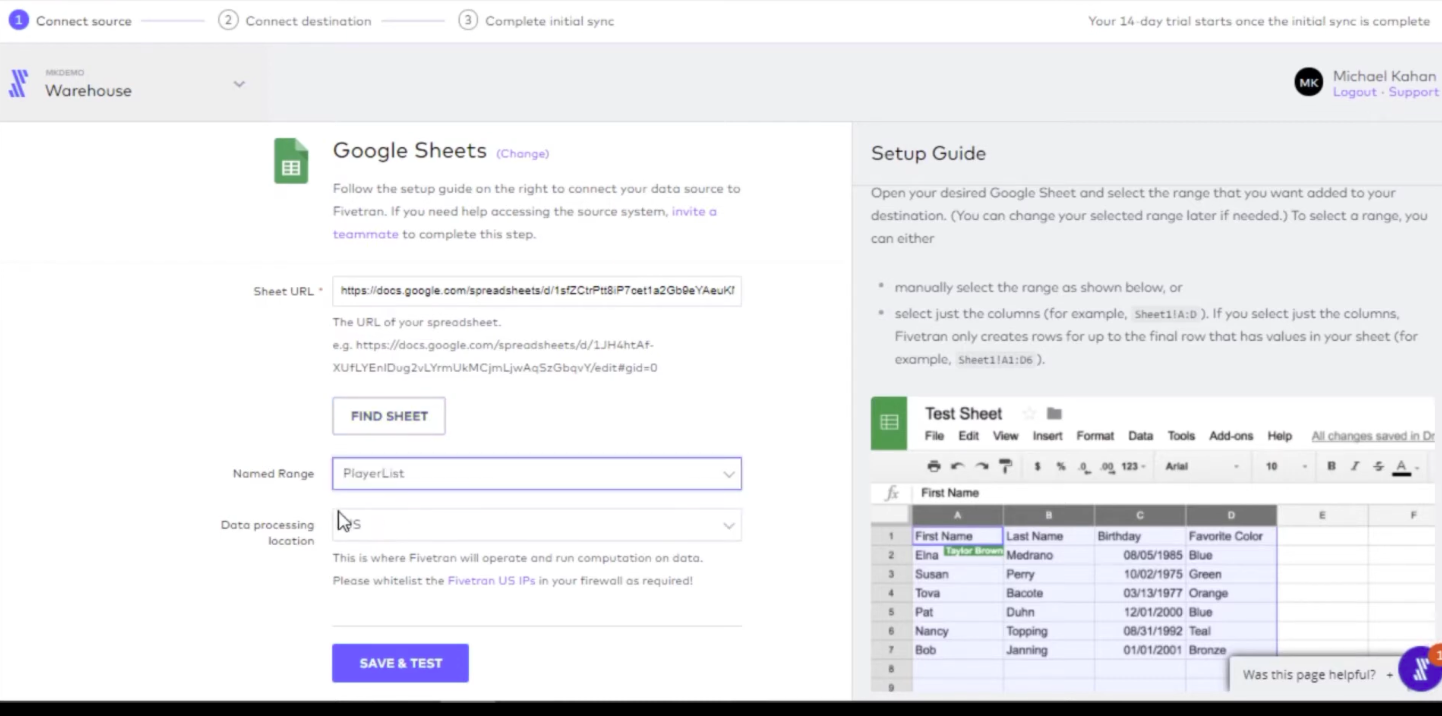 1 Connect source 2 Connect destination 3 Complete initial sync Your 14-day trial starts once the initial sync is complete
MKDEMO
Warehouse
MK Michael Kahan
Logout · Support
Google Sheets (Change)
Follow the setup guide on the right to connect your data source to
Fivetran. If you need help accessing the source system, invite a
teammate to complete this step.
Sheet URL *
The URL of your spreadsheet.
e.g. https://docs.google.com/spreadsheets/d/1JH4htAf-
XUfLYEnIDug2vLYrmUkMCjmLjwAqSzGbqvY/edit#gid=0
FIND SHEET
Named Range PlayerList
Data processing
location
This is where Fivetran will operate and run computation on data.
Please whitelist the Fivetran US IPs in your firewall as required!
SAVE & TEST
Setup Guide
Open your desired Google Sheet and select the range that you want added to your
destination. (You can change your selected range later if needed.) To select a range, you
can either
• manually select the range as shown below, or
• select just the columns (for example, Sheet1!A:D ). If you select just the columns,
Fivetran only creates rows for up to the final row that has values in your sheet (for
example, Sheet1!A1:D6 ).
Test Sheet
File Edit View Insert Format Data Tools Add-ons Help All changes saved in Dr
$ % .0 .00 123 Arial 10 B I S A
fx First Name
A B C D E F
1 First Name Last Name Birthday Favorite Color
2 Elna Taylor Brown Medrano 08/05/1985 Blue
3 Susan Perry 10/02/1975 Green
4 Tova Bacote 03/13/1977 Orange
5 Pat Duhn 12/01/2000 Blue
6 Nancy Topping 08/31/1992 Teal
7 Bob Janning 01/01/2001 Bronze
8
9
Was this page helpful? +
1